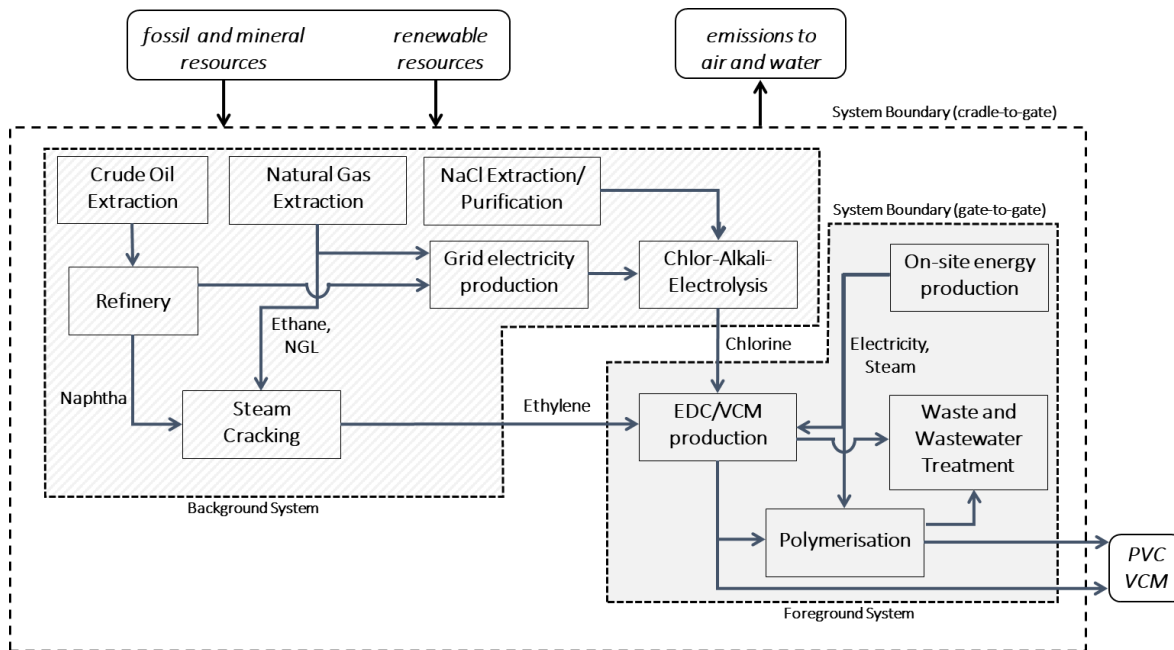 fossil and mineral
resources
renewable
resources
emissions to
air and water
System Boundary (cradle-to-gate)
Crude Oil
Extraction
Natural Gas
Extraction
NaCl Extraction/
Purification
System Boundary (gate-to-gate)
Refinery
Grid electricity
production
Chlor-Alkali-
Electrolysis
On-site energy
production
Ethane,
NGL
Chlorine
Electricity,
Steam
Naphtha
Steam
Cracking
Ethylene
EDC/VCM
production
Waste and
Wastewater
Treatment
Background System
Polymerisation
PVC
VCM
Foreground System